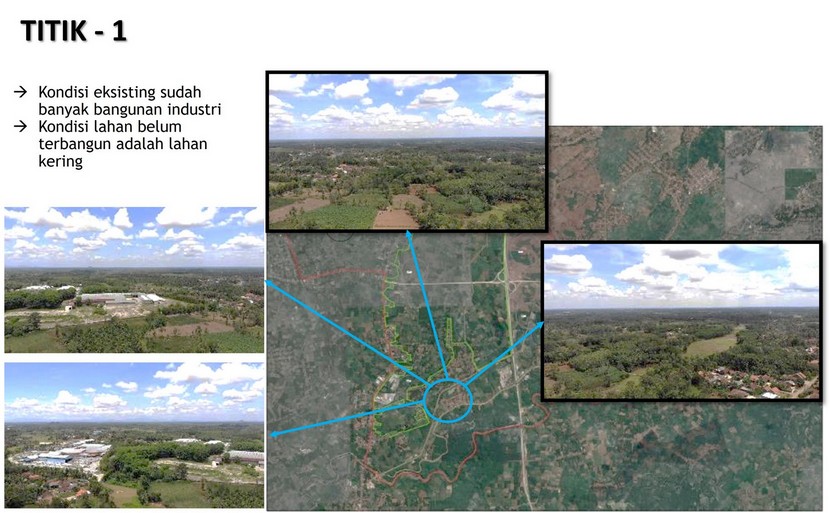 TITIK - 1
→ Kondisi eksisting sudah
banyak bangunan industri
→ Kondisi lahan belum
terbangun adalah lahan
kering